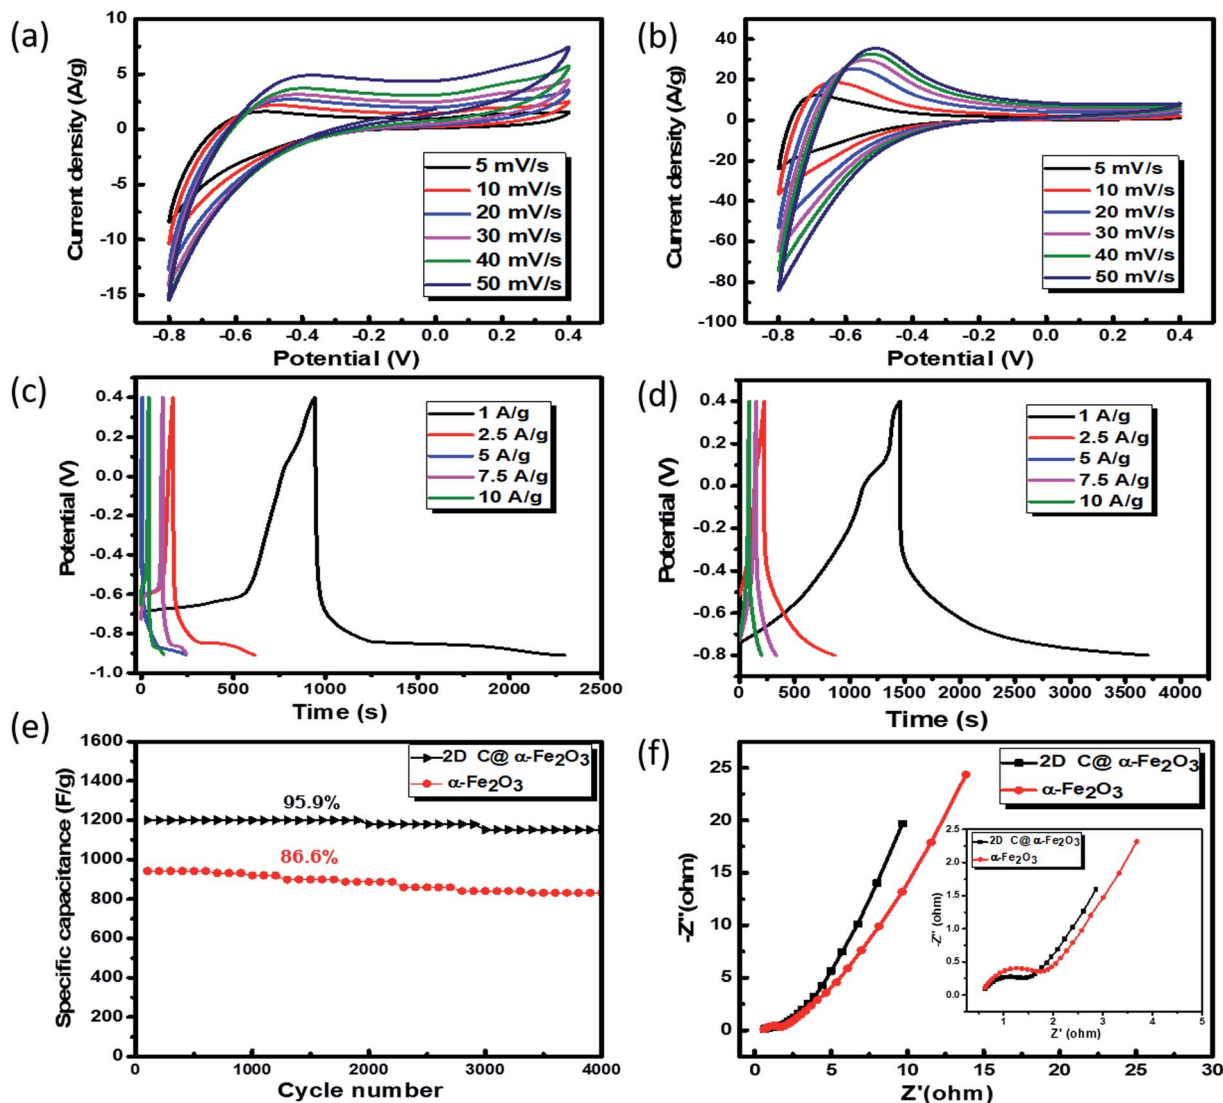 (a)
10
5
0
-5
-10
-15
Current density (A/g)
5 mV/s
10 mV/s
20 mV/s
30 mV/s
40 mV/s
50 mV/s
-0.8 -0.6 -0.4 -0.2 0.0 0.2 0.4
Potential (V)
(b)
40
20
0
-20
-40
-60
-80
-100
Current density (A/g)
5 mV/s
10 mV/s
20 mV/s
30 mV/s
40 mV/s
50 mV/s
-0.8 -0.6 -0.4 -0.2 0.0 0.2 0.4
Potential (V)
(c)
0.4
0.0
-0.4
-0.6
-0.8
-1.0
Potential (V)
1 A/g
2.5 A/g
5 A/g
7.5 A/g
10 A/g
0 500 1000 1500 2000 2500
Time (s)
(d)
0.4
0.2
0.0
-0.2
-0.4
-0.6
-0.8
Potential (V)
1 A/g
2.5 A/g
5 A/g
7.5 A/g
10 A/g
0 500 1000 1500 2000 2500 3000 3500 4000
Time (s)
(e)
1600
1400
1200
1000
800
600
400
200
0
Specific capacitance (F/g)
2D C@ α-Fe₂O₃
α-Fe₂O₃
95.9%
86.6%
0 1000 2000 3000 4000
Cycle number
(f)
25
20
15
10
5
0
-Z''(ohm)
2D C@ α-Fe₂O₃
α-Fe₂O₃
2.5
2.0
1.5
1.0
0.5
0.0
-Z'' (ohm)
2D C@ α-Fe₂O₃
α-Fe₂O₃
0 1 2 3 4 5
Z' (ohm)
0 5 10 15 20 25 30
Z'(ohm)